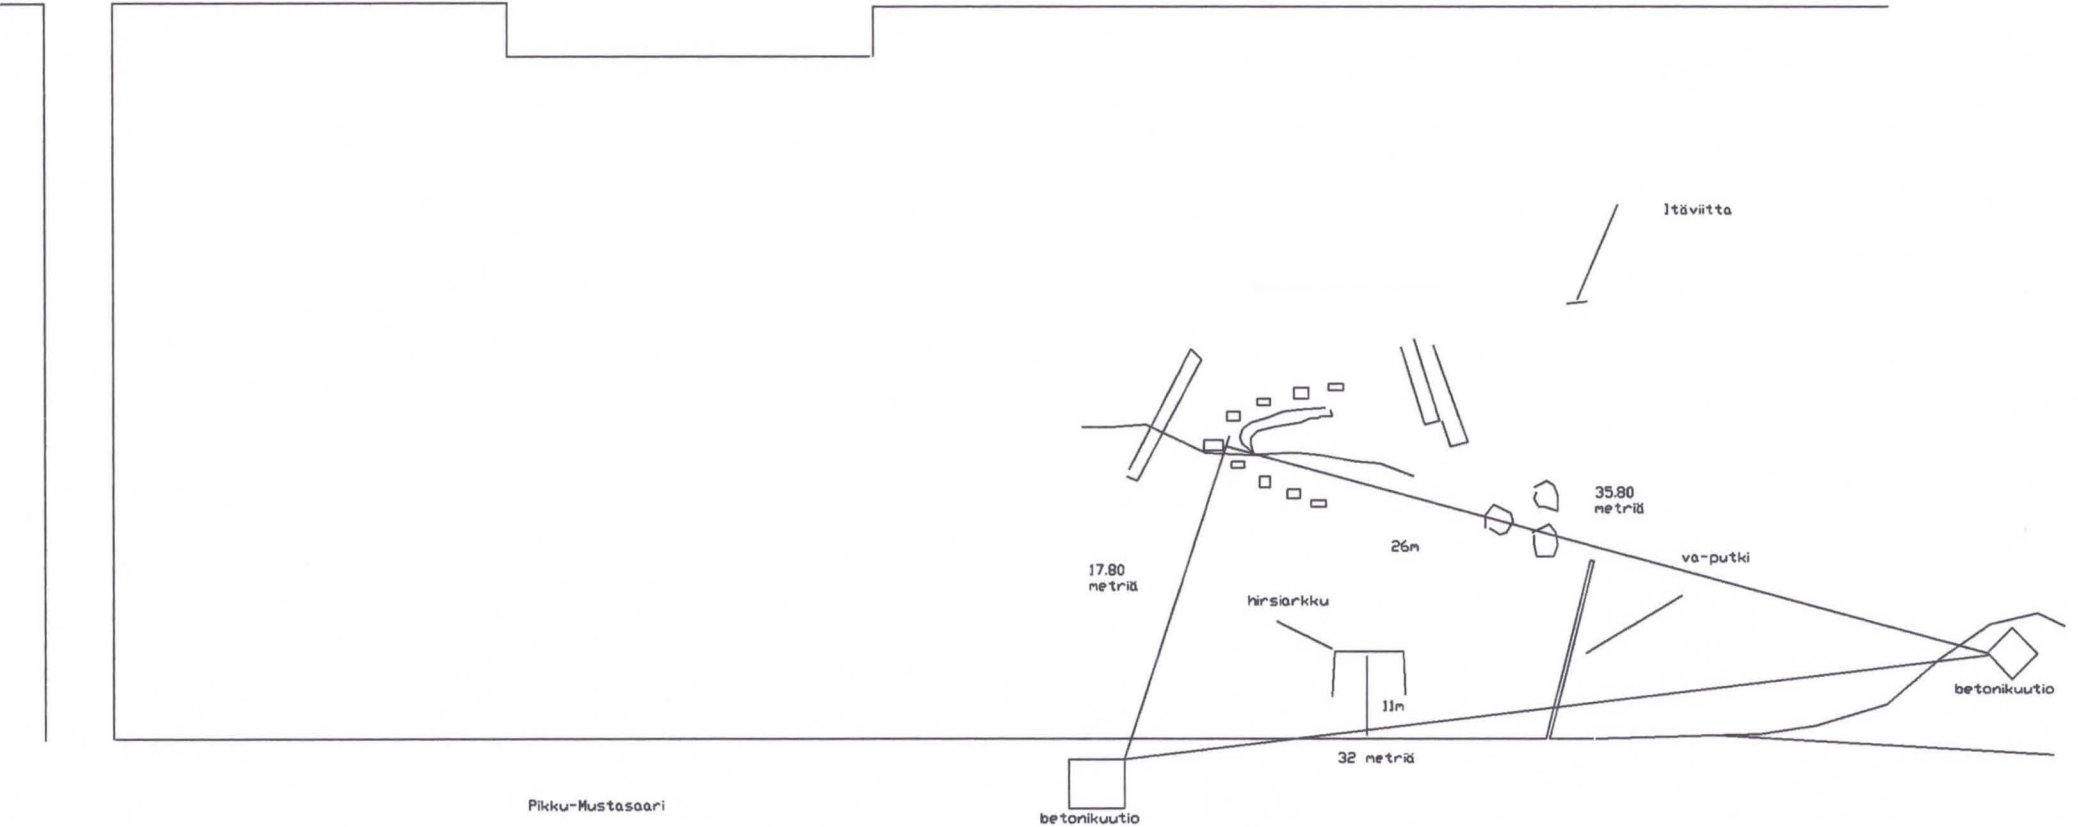 Itäviitta
35.80
metriä
26m
va-putki
17.80
metriä
hirsiarkku
betonikuutio
11m
32 metriä
Pikku-Mustasaari
betonikuutio